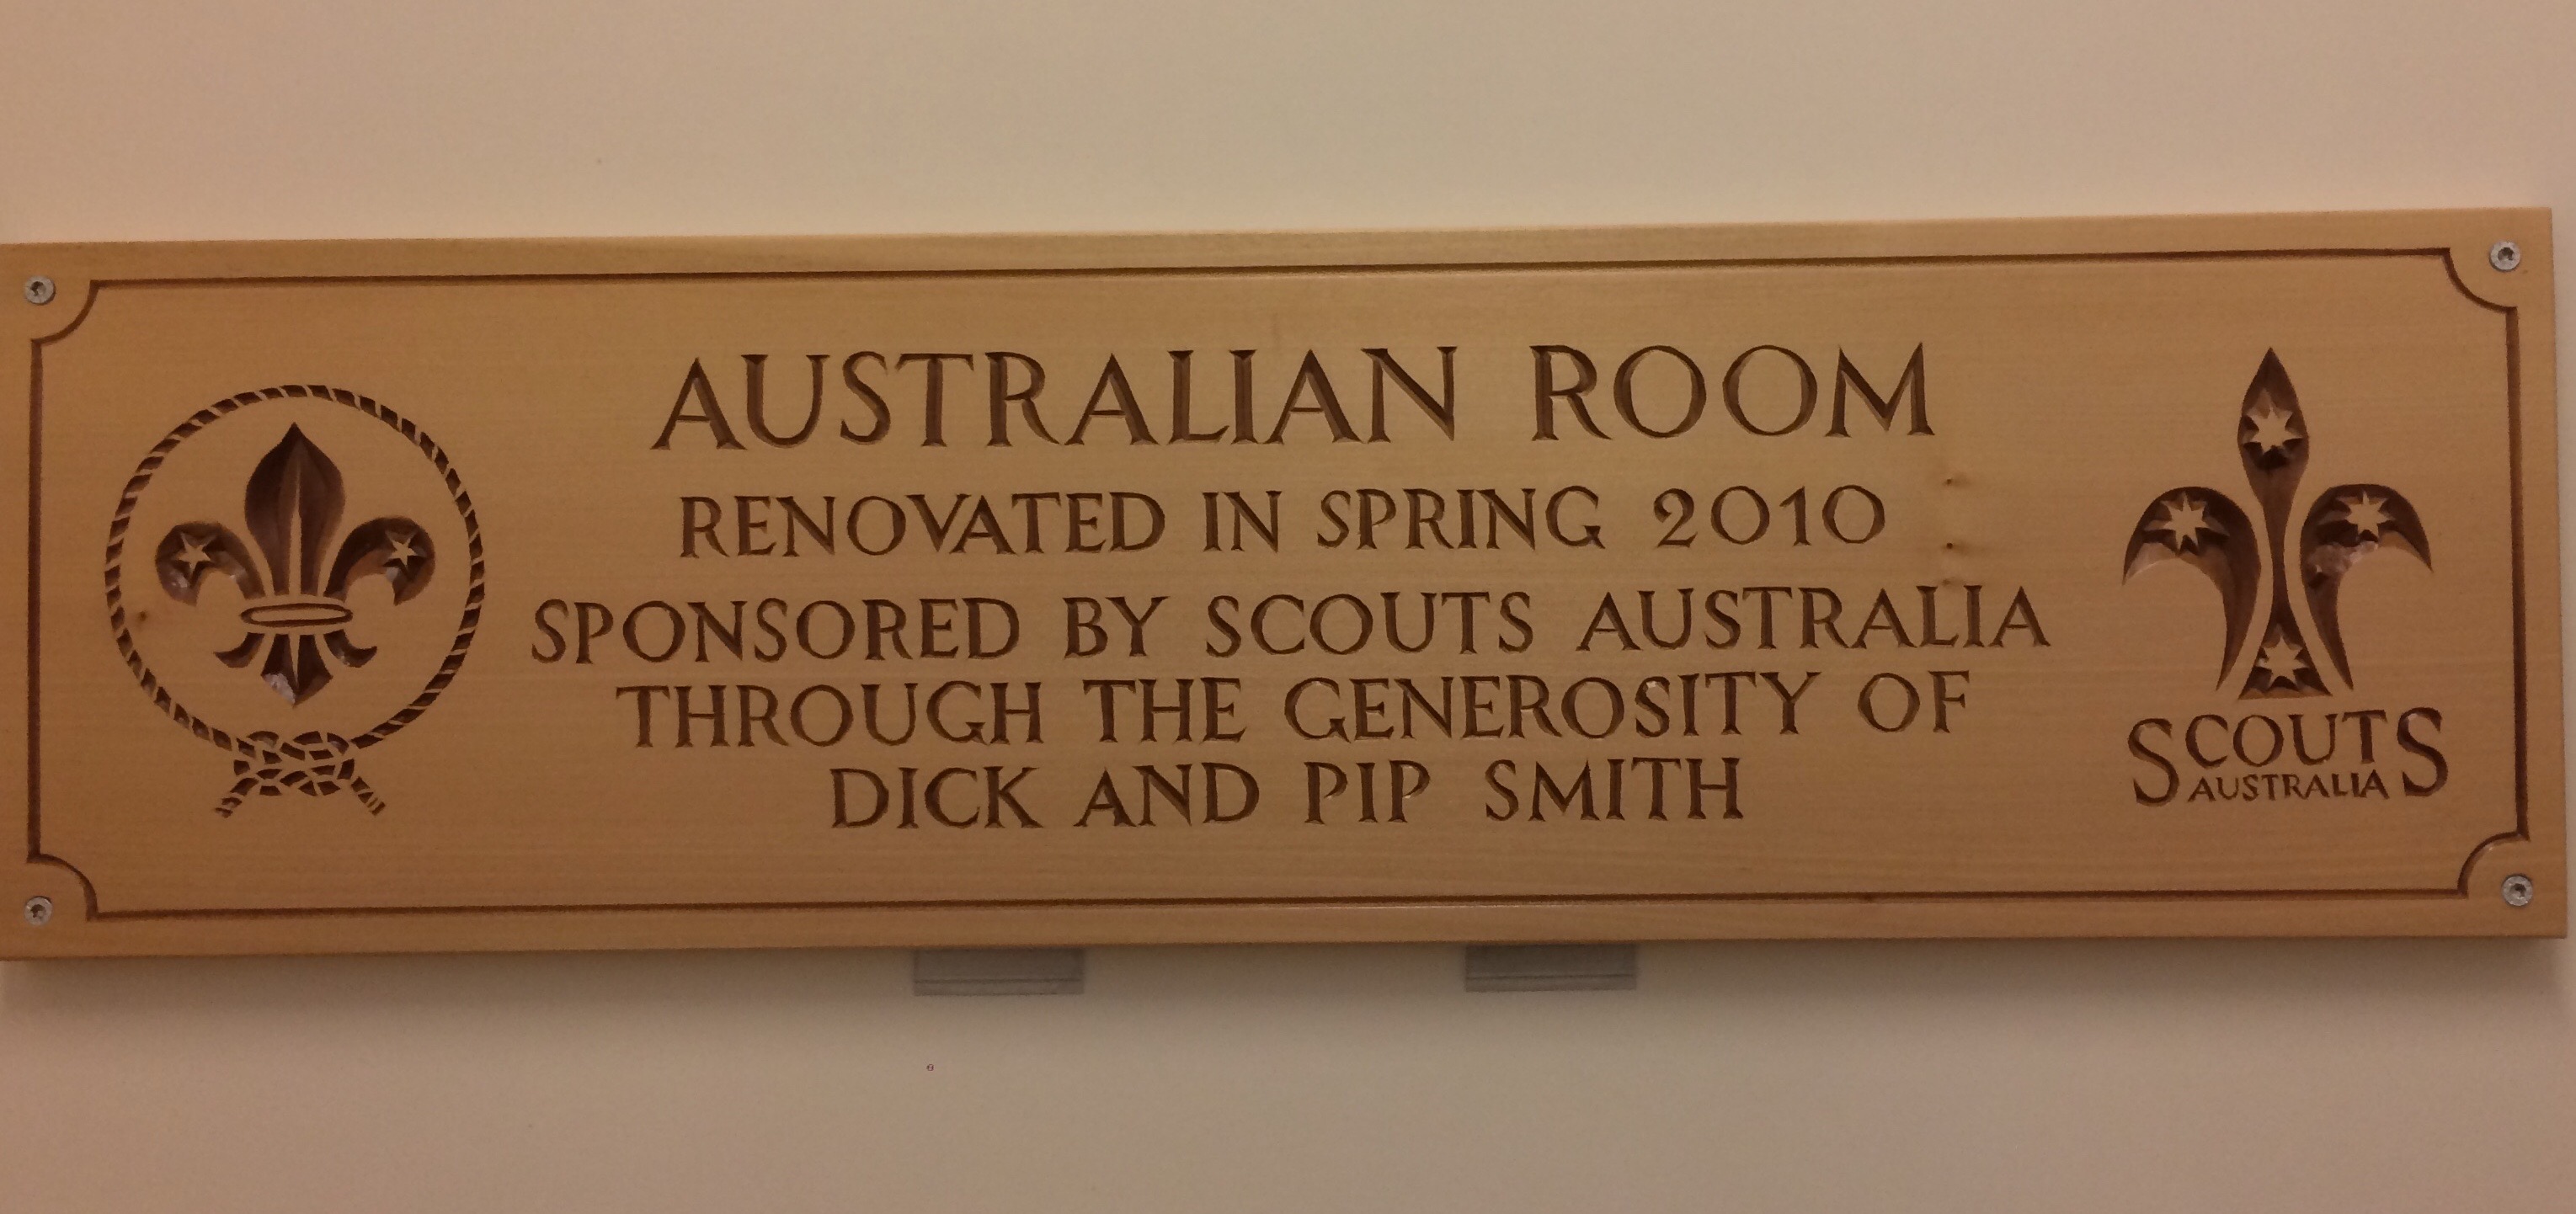 AUSTRALIAN ROOM
RENOVATED IN SPRING 2010
SPONSORED BY SCOUTS AUSTRALIA
THROUGH THE GENEROSITY OF
DICK AND PIP SMITH
SCOUTS
AUSTRALIA